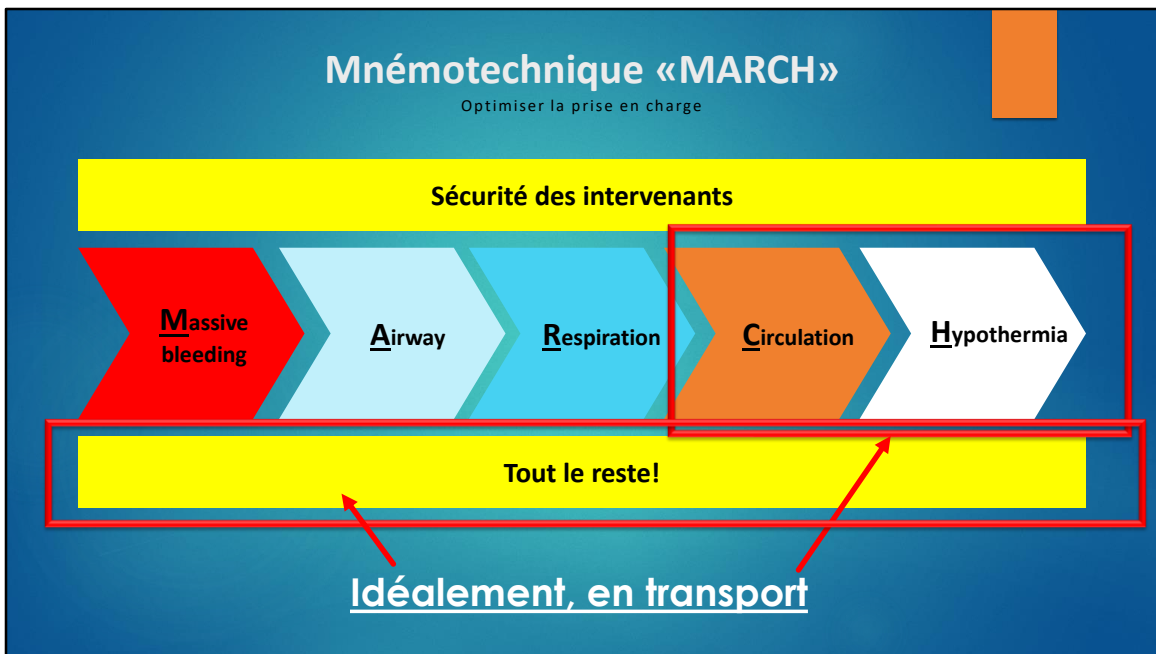 Mnémotechnique «MARCH»
Optimiser la prise en charge
Sécurité des intervenants
Massive
bleeding
Airway
Respiration
Circulation
Hypothermia
Tout le reste!
Idéalement, en transport